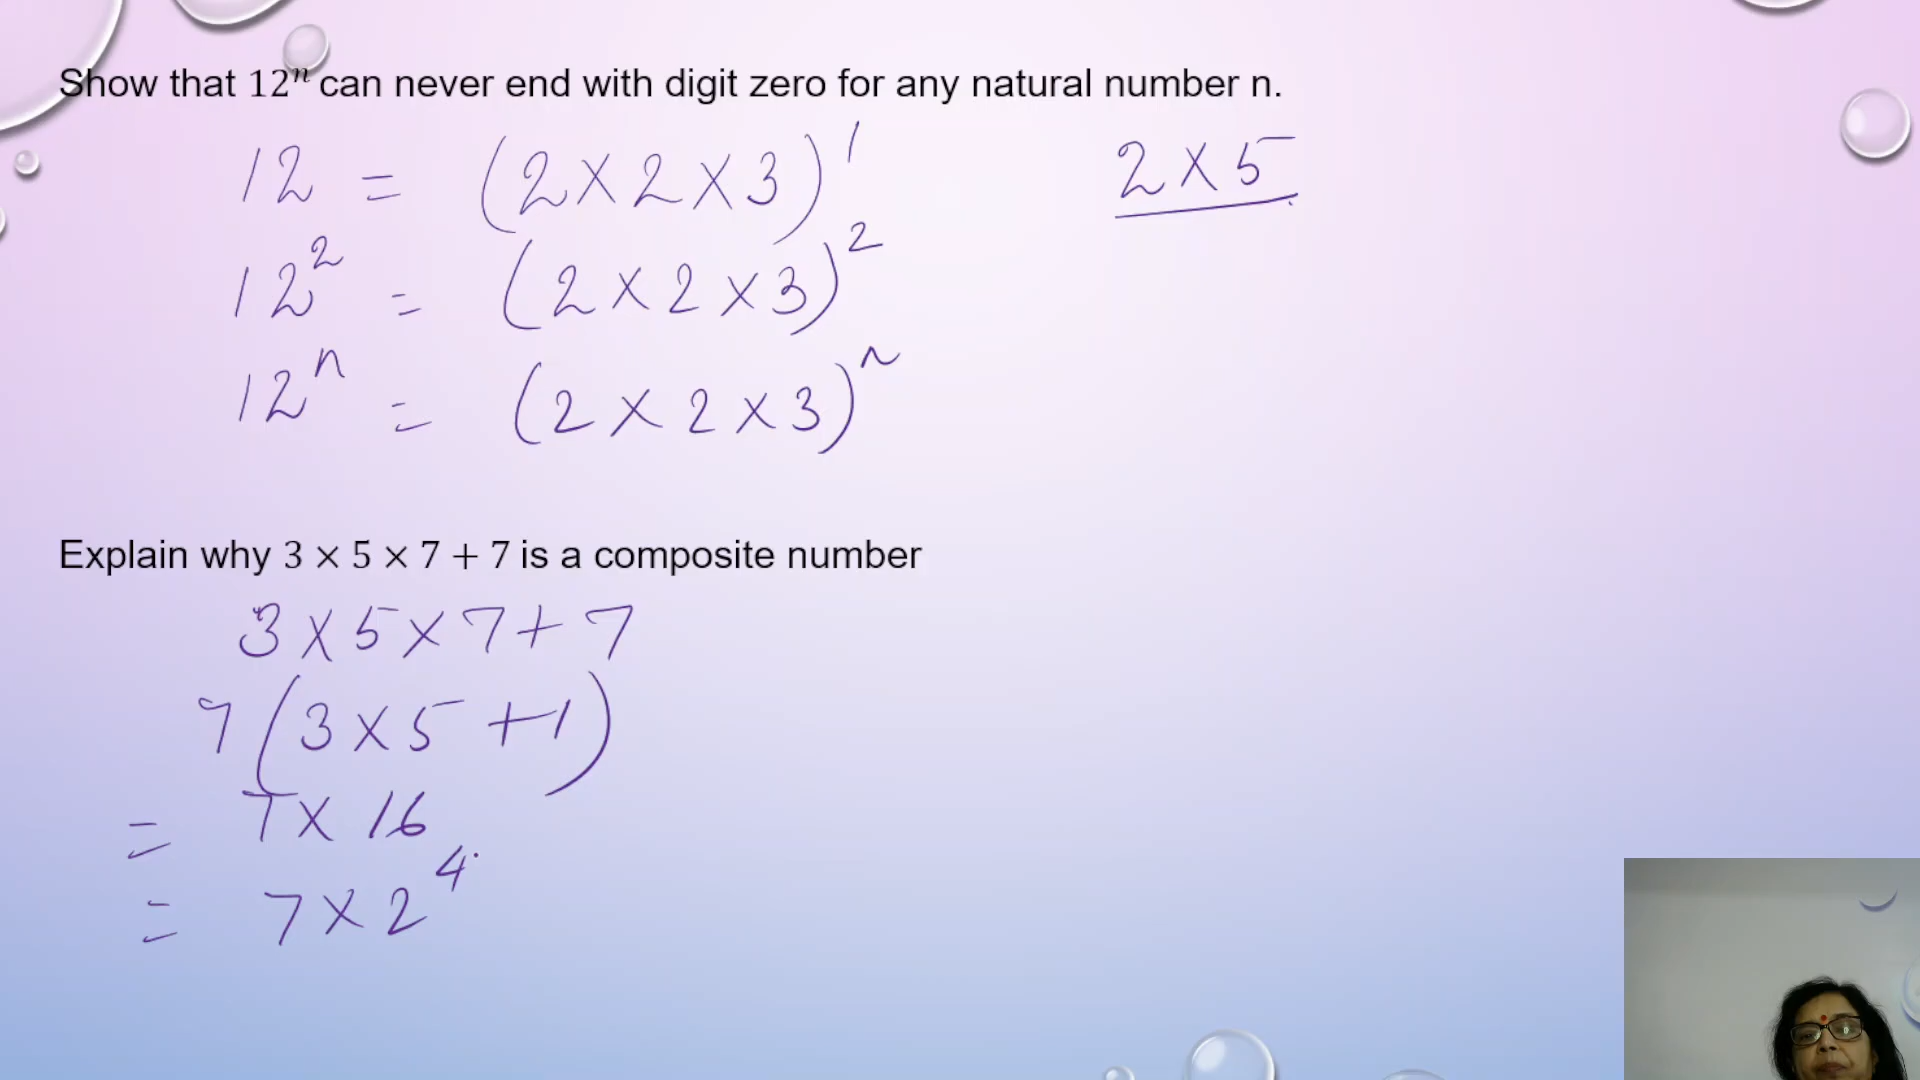 Show that 12ⁿ can never end with digit zero for any natural number n.
12 = (2×2×3)¹
2×5
12² = (2×2×3)²
12ⁿ = (2×2×3)ⁿ
Explain why 3 × 5 × 7 + 7 is a composite number
3×5×7+7
7(3×5+1)
= 7×16
= 7×2⁴